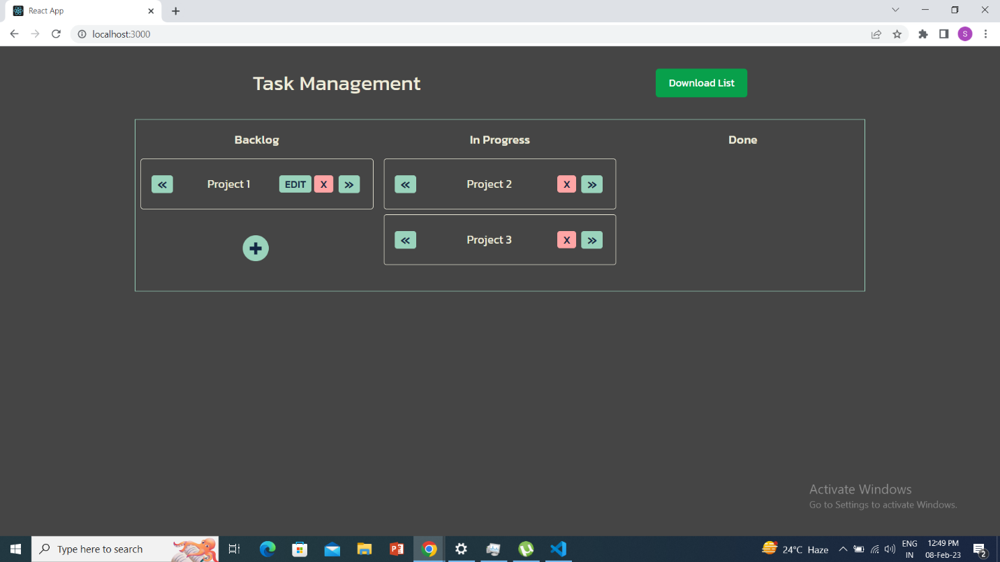 React App
localhost:3000
S
Task Management
Download List
Backlog
In Progress
Done
« Project 1 EDIT X »
« Project 2 X »
« Project 3 X »
+
Activate Windows
Go to Settings to activate Windows.
Type here to search
24°C Haze
ENG
IN
12:49 PM
08-Feb-23
2